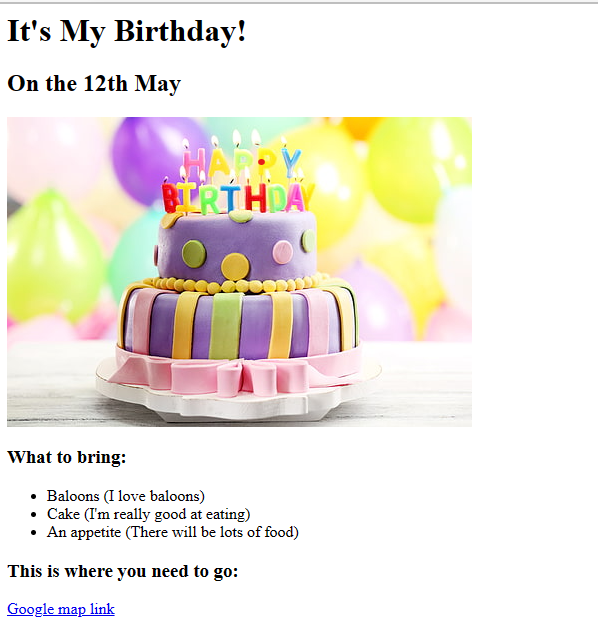 It's My Birthday!
On the 12th May
HAPPY
BIRTHDAY
What to bring:
Baloons (I love baloons)
Cake (I'm really good at eating)
An appetite (There will be lots of food)
This is where you need to go:
Google map link